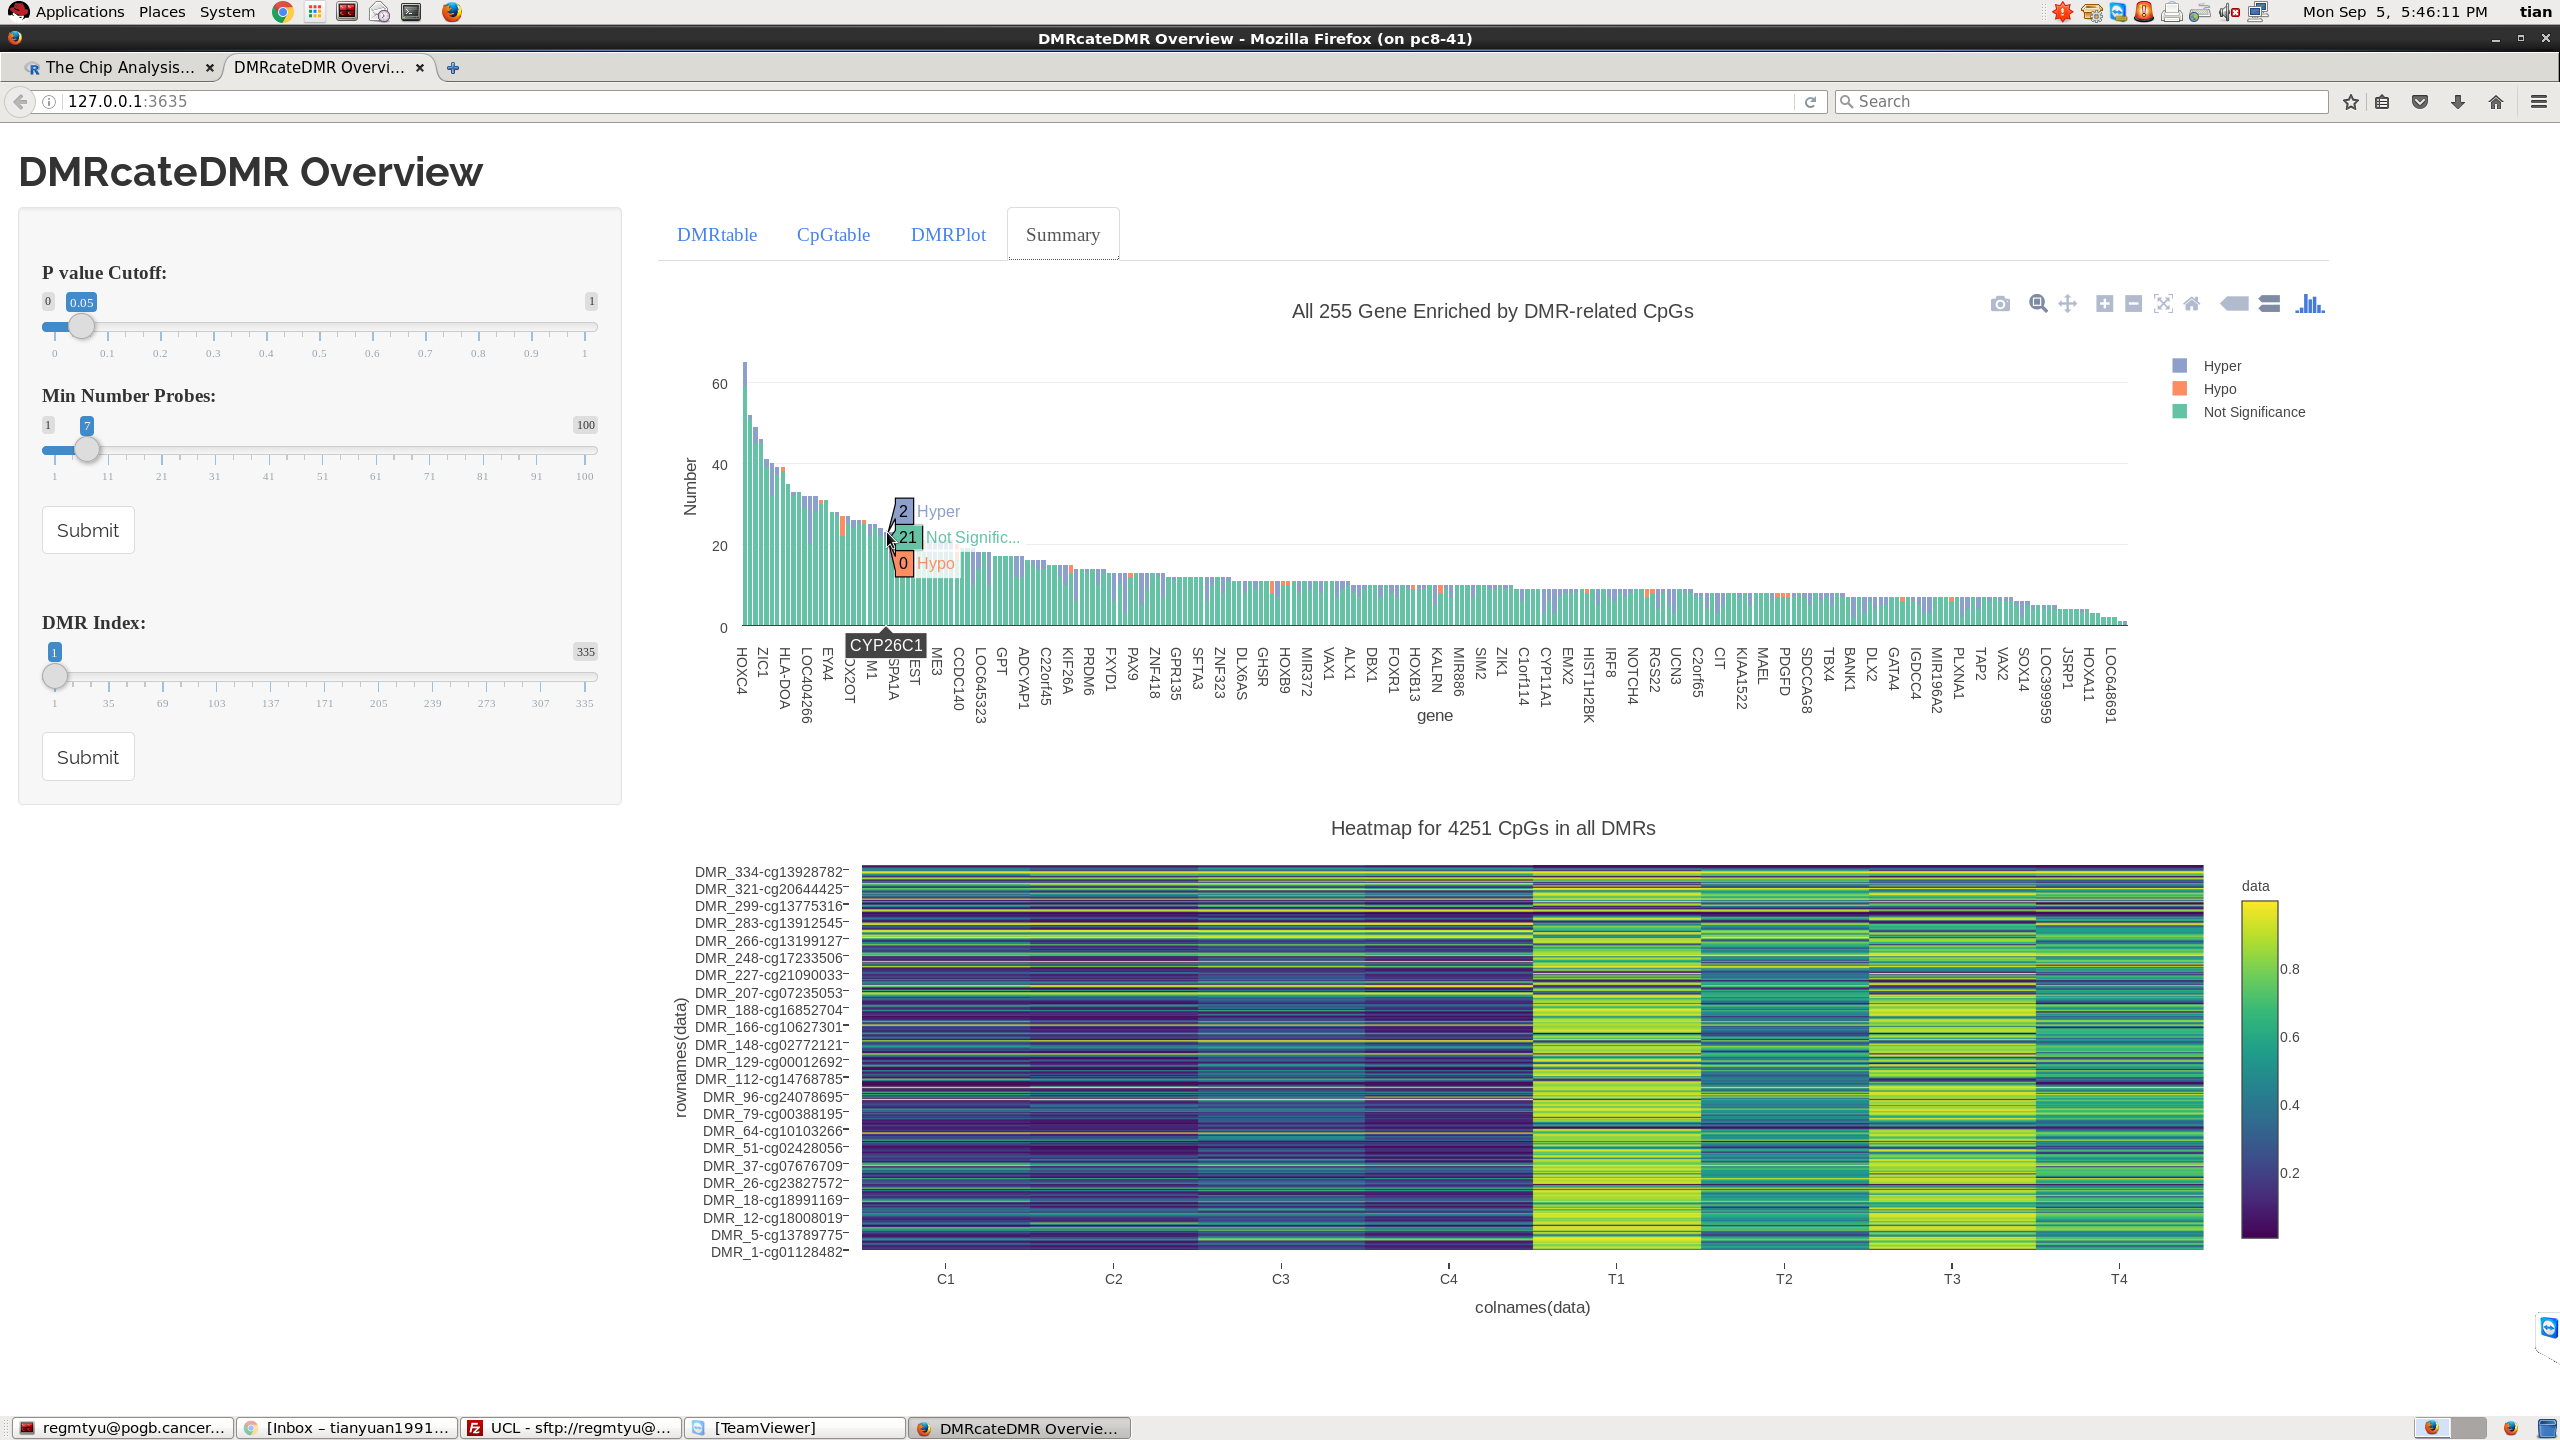 Applications Places System Mon Sep 5, 5:46:11 PM tian
DMRcateDMR Overview - Mozilla Firefox (on pc8-41)
The Chip Analysis... DMRcateDMR Overvi...
127.0.0.1:3635 Search
DMRcateDMR Overview
P value Cutoff:
0 0.05 1
0 0.1 0.2 0.3 0.4 0.5 0.6 0.7 0.8 0.9 1
Min Number Probes:
1 7 100
1 11 21 31 41 51 61 71 81 91 100
Submit
DMR Index:
1 335
1 35 69 103 137 171 205 239 273 307 335
Submit
DMRtable CpGtable DMRPlot Summary
All 255 Gene Enriched by DMR-related CpGs
Hyper
Hypo
Not Significance
Number
60
40
20
0
2 Hyper
21 Not Signific...
0 Hypo
CYP26C1
HOXC4 ZIC1 HLA-DOA LOC404266 EYA4 ME3 CCDC140 LOC645323 GPT ADCYAP1 C22orf45 KIF26A PRDM6 FXYD1 PAX9 ZNF418 GPR135 SFTA3 ZNF323 DLX6AS GHSR HOXB9 MIR372 VAX1 ALX1 DBX1 FOXR1 HOXB13 KALRN MIR886 SIM2 ZIK1 C1orf114 CYP11A1 EMX2 HIST1H2BK IRF8 NOTCH4 RGS22 UCN3 C2orf65 CIT KIAA1522 MAEL PDGFD SDCCAG8 TBX4 BANK1 DLX2 GATA4 IGDCC4 MIR196A2 PLXNA1 TAP2 VAX2 SOX14 LOC399959 JSRP1 HOXA11 LOC648691
gene
Heatmap for 4251 CpGs in all DMRs
rownames(data)
DMR_334-cg13928782
DMR_321-cg20644425
DMR_299-cg13775316
DMR_283-cg13912545
DMR_266-cg13199127
DMR_248-cg17233506
DMR_227-cg21090033
DMR_207-cg07235053
DMR_188-cg16852704
DMR_166-cg10627301
DMR_148-cg02772121
DMR_129-cg00012692
DMR_112-cg14768785
DMR_96-cg24078695
DMR_79-cg00388195
DMR_64-cg10103266
DMR_51-cg02428056
DMR_37-cg07676709
DMR_26-cg23827572
DMR_18-cg18991169
DMR_12-cg18008019
DMR_5-cg13789775
DMR_1-cg01128482
C1 C2 C3 C4 T1 T2 T3 T4
colnames(data)
data
0.8
0.6
0.4
0.2
regmtyu@pogb.cancer... [Inbox – tianyuan1991... UCL - sftp://regmtyu@... [TeamViewer] DMRcateDMR Overvie...